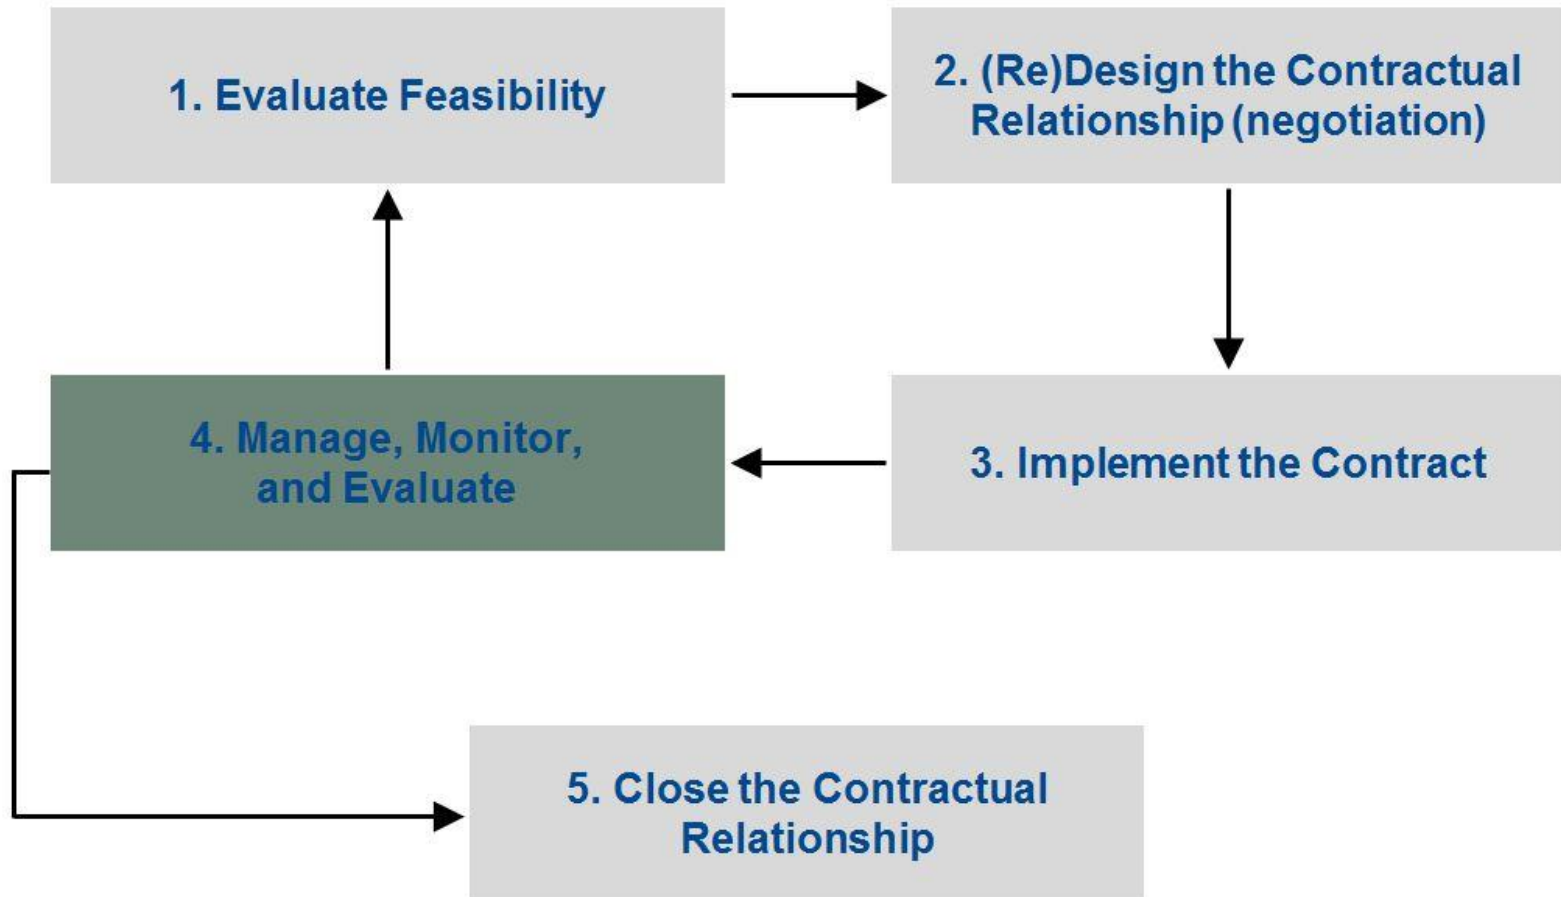 1. Evaluate Feasibility
2. (Re)Design the Contractual
Relationship (negotiation)
4. Manage, Monitor,
and Evaluate
3. Implement the Contract
5. Close the Contractual
Relationship